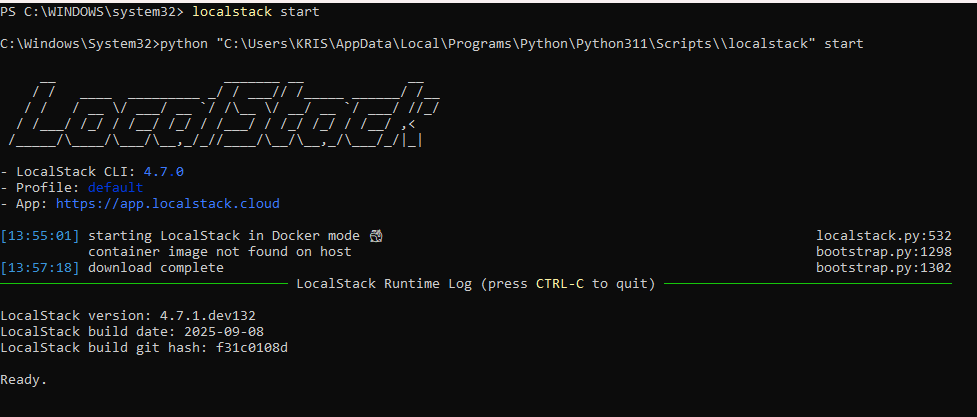 PS C:\WINDOWS\system32> localstack start
C:\Windows\System32>python "C:\Users\KRIS\AppData\Local\Programs\Python\Python311\Scripts\\localstack" start
LocalStack
- LocalStack CLI: 4.7.0
- Profile: default
- App: https://app.localstack.cloud
[13:55:01] starting LocalStack in Docker mode 🐳 localstack.py:532
container image not found on host bootstrap.py:1298
[13:57:18] download complete bootstrap.py:1302
LocalStack Runtime Log (press CTRL-C to quit)
LocalStack version: 4.7.1.dev132
LocalStack build date: 2025-09-08
LocalStack build git hash: f31c0108d
Ready.